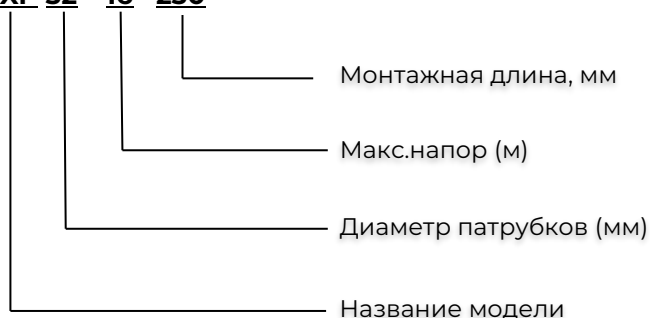 Монтажная длина, мм
Макс.напор (м)
Диаметр патрубков (мм)
Название модели